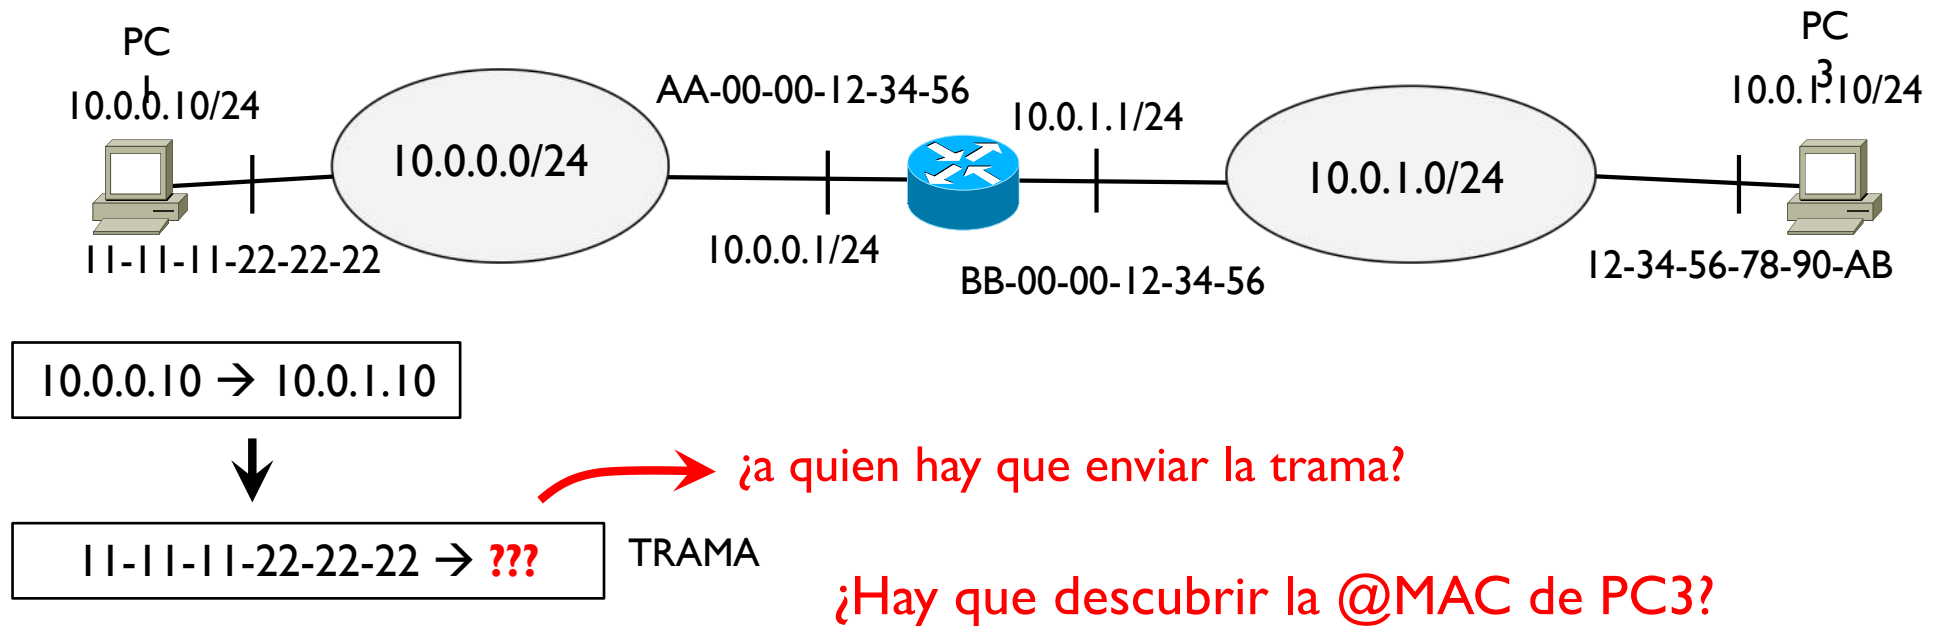 PC
1
10.0.0.10/24
11-11-11-22-22-22
10.0.0.0/24
AA-00-00-12-34-56
10.0.0.1/24
10.0.1.1/24
BB-00-00-12-34-56
10.0.1.0/24
PC
3
10.0.1.10/24
12-34-56-78-90-AB
10.0.0.10 → 10.0.1.10
¿a quien hay que enviar la trama?
11-11-11-22-22-22 → ???
TRAMA
¿Hay que descubrir la @MAC de PC3?